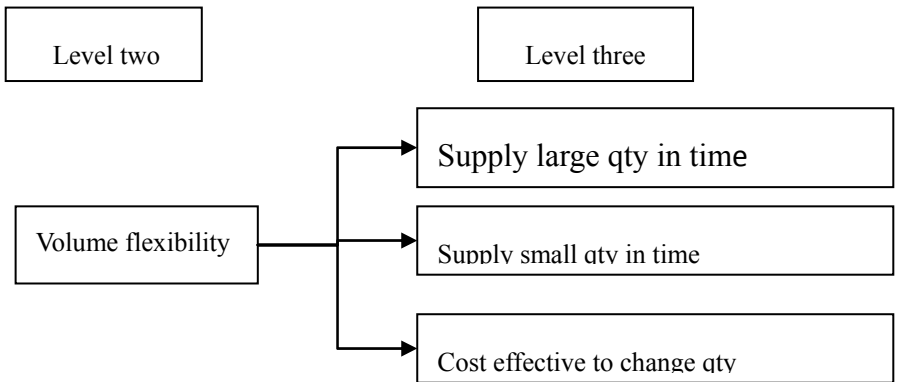 Level two
Level three
Supply large qty in time
Volume flexibility
Supply small qty in time
Cost effective to change qty